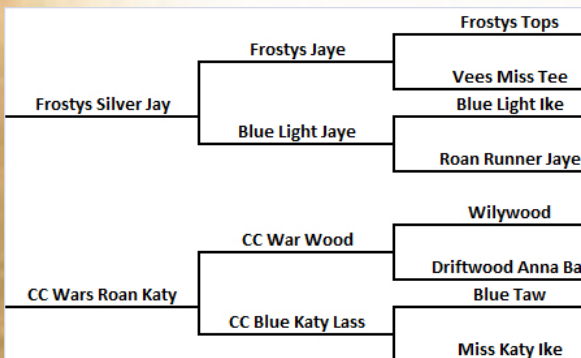 Frostys Tops
Frostys Jaye
Vees Miss Tee
Frostys Silver Jay
Blue Light Ike
Blue Light Jaye
Roan Runner Jaye
Wilywood
CC War Wood
Driftwood Anna Ba
CC Wars Roan Katy
Blue Taw
CC Blue Katy Lass
Miss Katy Ike